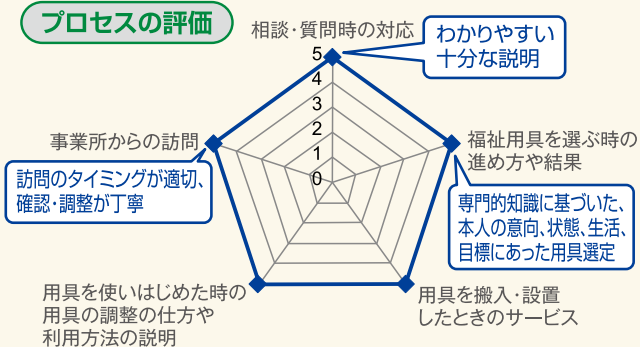 プロセスの評価
相談・質問時の対応
わかりやすい
十分な説明
5
4
3
2
1
0
事業所からの訪問
訪問のタイミングが適切、
確認・調整が丁寧
福祉用具を選ぶ時の
進め方や結果
専門的知識に基づいた、
本人の意向、状態、生活、
目標にあった用具選定
用具を使いはじめた時の
用具の調整の仕方や
利用方法の説明
用具を搬入・設置
したときのサービス